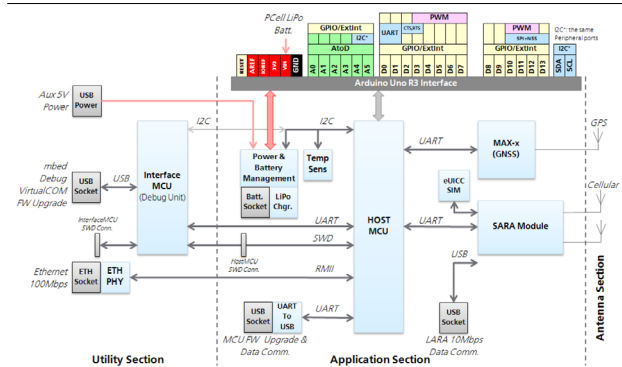 PCell LiPo
Batt.
GPIO/ExtInt
I2C*
AtoD
PWM
UART
CTS/RTS
GPIO/ExtInt
PWM
SPI+NSS
GPIO/ExtInt
I2C*: the same
Peripheral ports
I2C*
RESET
AREF
IOREF
3V3
VIN
GND
A0
A1
A2
A3
A4
A5
D0
D1
D2
D3
D4
D5
D6
D7
D8
D9
D10
D11
D12
D13
SDA
SCL
Arduino Uno R3 Interface
Aux 5V
Power
USB
Power
I2C
I2C
mbed
Debug
VirtualCOM
FW Upgrade
USB
Socket
USB
Interface
MCU
(Debug Unit)
Power &
Battery
Management
Batt.
Socket
LiPo
Chgr.
Temp
Sens
HOST
MCU
UART
MAX-x
(GNSS)
GPS
eUICC
SIM
Cellular
UART
SARA Module
InterfaceMCU
SWD Conn.
UART
SWD
HostMCU
SWD Conn.
Ethernet
100Mbps
ETH
Socket
ETH
PHY
RMII
USB
USB
Socket
UART
To
USB
UART
MCU FW Upgrade &
Data Comm.
USB
Socket
LARA 10Mbps
Data Comm.
Utility Section
Application Section
Antenna Section